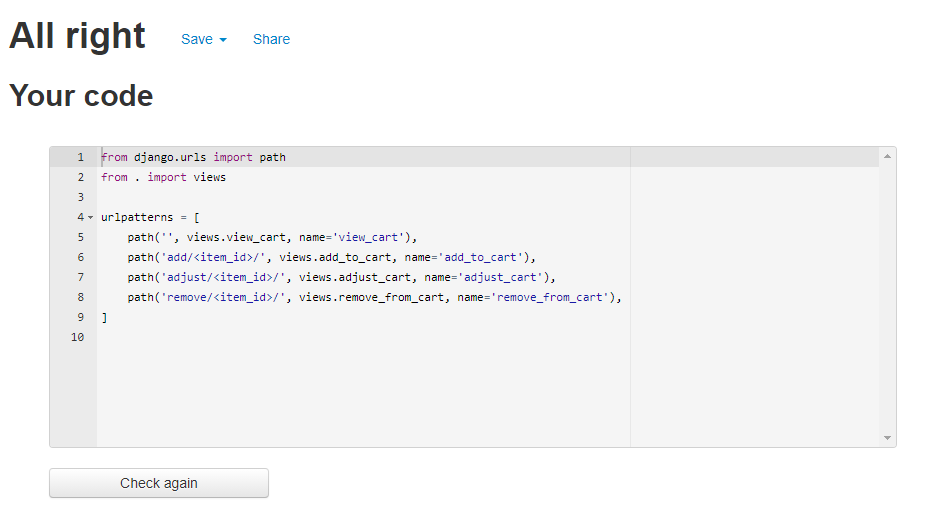 All right Save Share
Your code
1 from django.urls import path
2 from . import views
3
4 urlpatterns = [
5     path('', views.view_cart, name='view_cart'),
6     path('add/<item_id>/', views.add_to_cart, name='add_to_cart'),
7     path('adjust/<item_id>/', views.adjust_cart, name='adjust_cart'),
8     path('remove/<item_id>/', views.remove_from_cart, name='remove_from_cart'),
9 ]
10
Check again